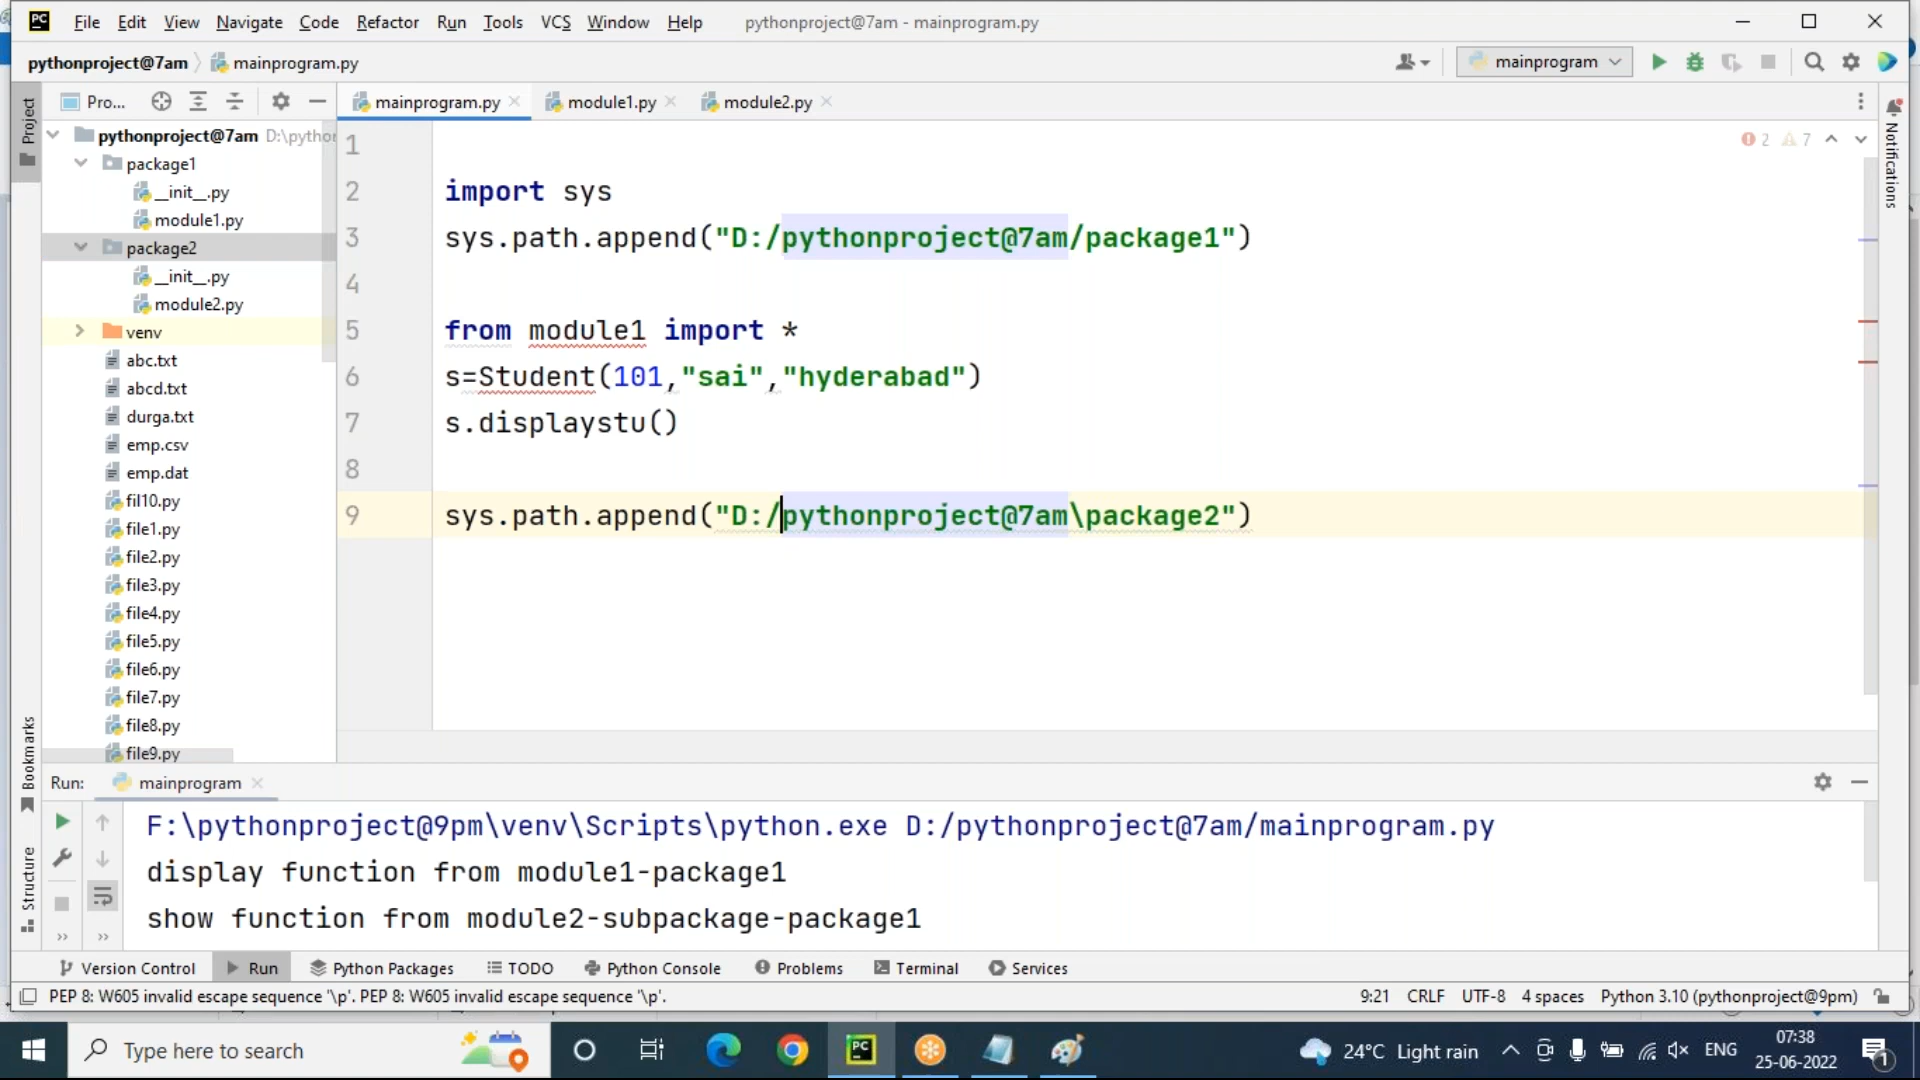 File Edit View Navigate Code Refactor Run Tools VCS Window Help pythonproject@7am - mainprogram.py
pythonproject@7am mainprogram.py mainprogram
Pro... mainprogram.py module1.py module2.py
Project
Notifications
Bookmarks
Structure
pythonproject@7am D:\pytho
package1
__init__.py
module1.py
package2
__init__.py
module2.py
venv
abc.txt
abcd.txt
durga.txt
emp.csv
emp.dat
fil10.py
file1.py
file2.py
file3.py
file4.py
file5.py
file6.py
file7.py
file8.py
file9.py
2 7
1
2 import sys
3 sys.path.append("D:/pythonproject@7am/package1")
4
5 from module1 import *
6 s=Student(101,"sai","hyderabad")
7 s.displaystu()
8
9 sys.path.append("D:/pythonproject@7am\package2")
Run: mainprogram
F:\pythonproject@9pm\venv\Scripts\python.exe D:/pythonproject@7am/mainprogram.py
display function from module1-package1
show function from module2-subpackage-package1
Version Control Run Python Packages TODO Python Console Problems Terminal Services
PEP 8: W605 invalid escape sequence '\p'. PEP 8: W605 invalid escape sequence '\p'. 9:21 CRLF UTF-8 4 spaces Python 3.10 (pythonproject@9pm)
Type here to search PC 24°C Light rain ENG 07:38
25-06-2022 1